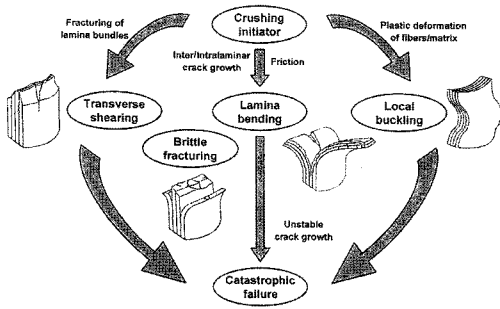 Fracturing of
lamina bundles
Crushing
initiator
Plastic deformation
of fibers/matrix
Inter/Intralaminar
crack growth
Friction
Transverse
shearing
Lamina
bending
Local
buckling
Brittle
fracturing
Unstable
crack growth
Catastrophic
failure